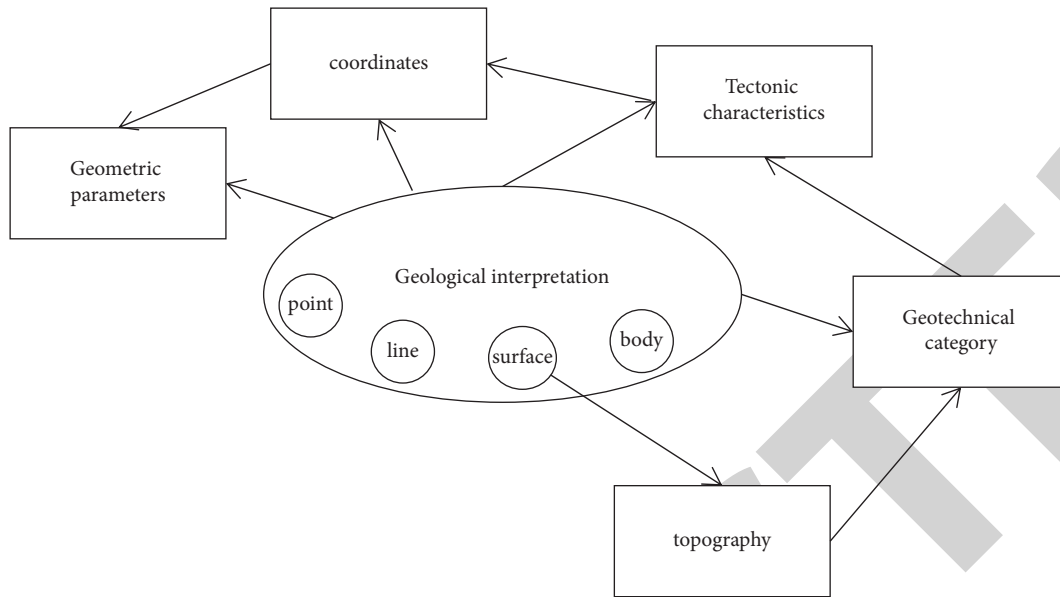 coordinates
Tectonic
characteristics
Geometric
parameters
Geological interpretation
point
line
surface
body
Geotechnical
category
topography